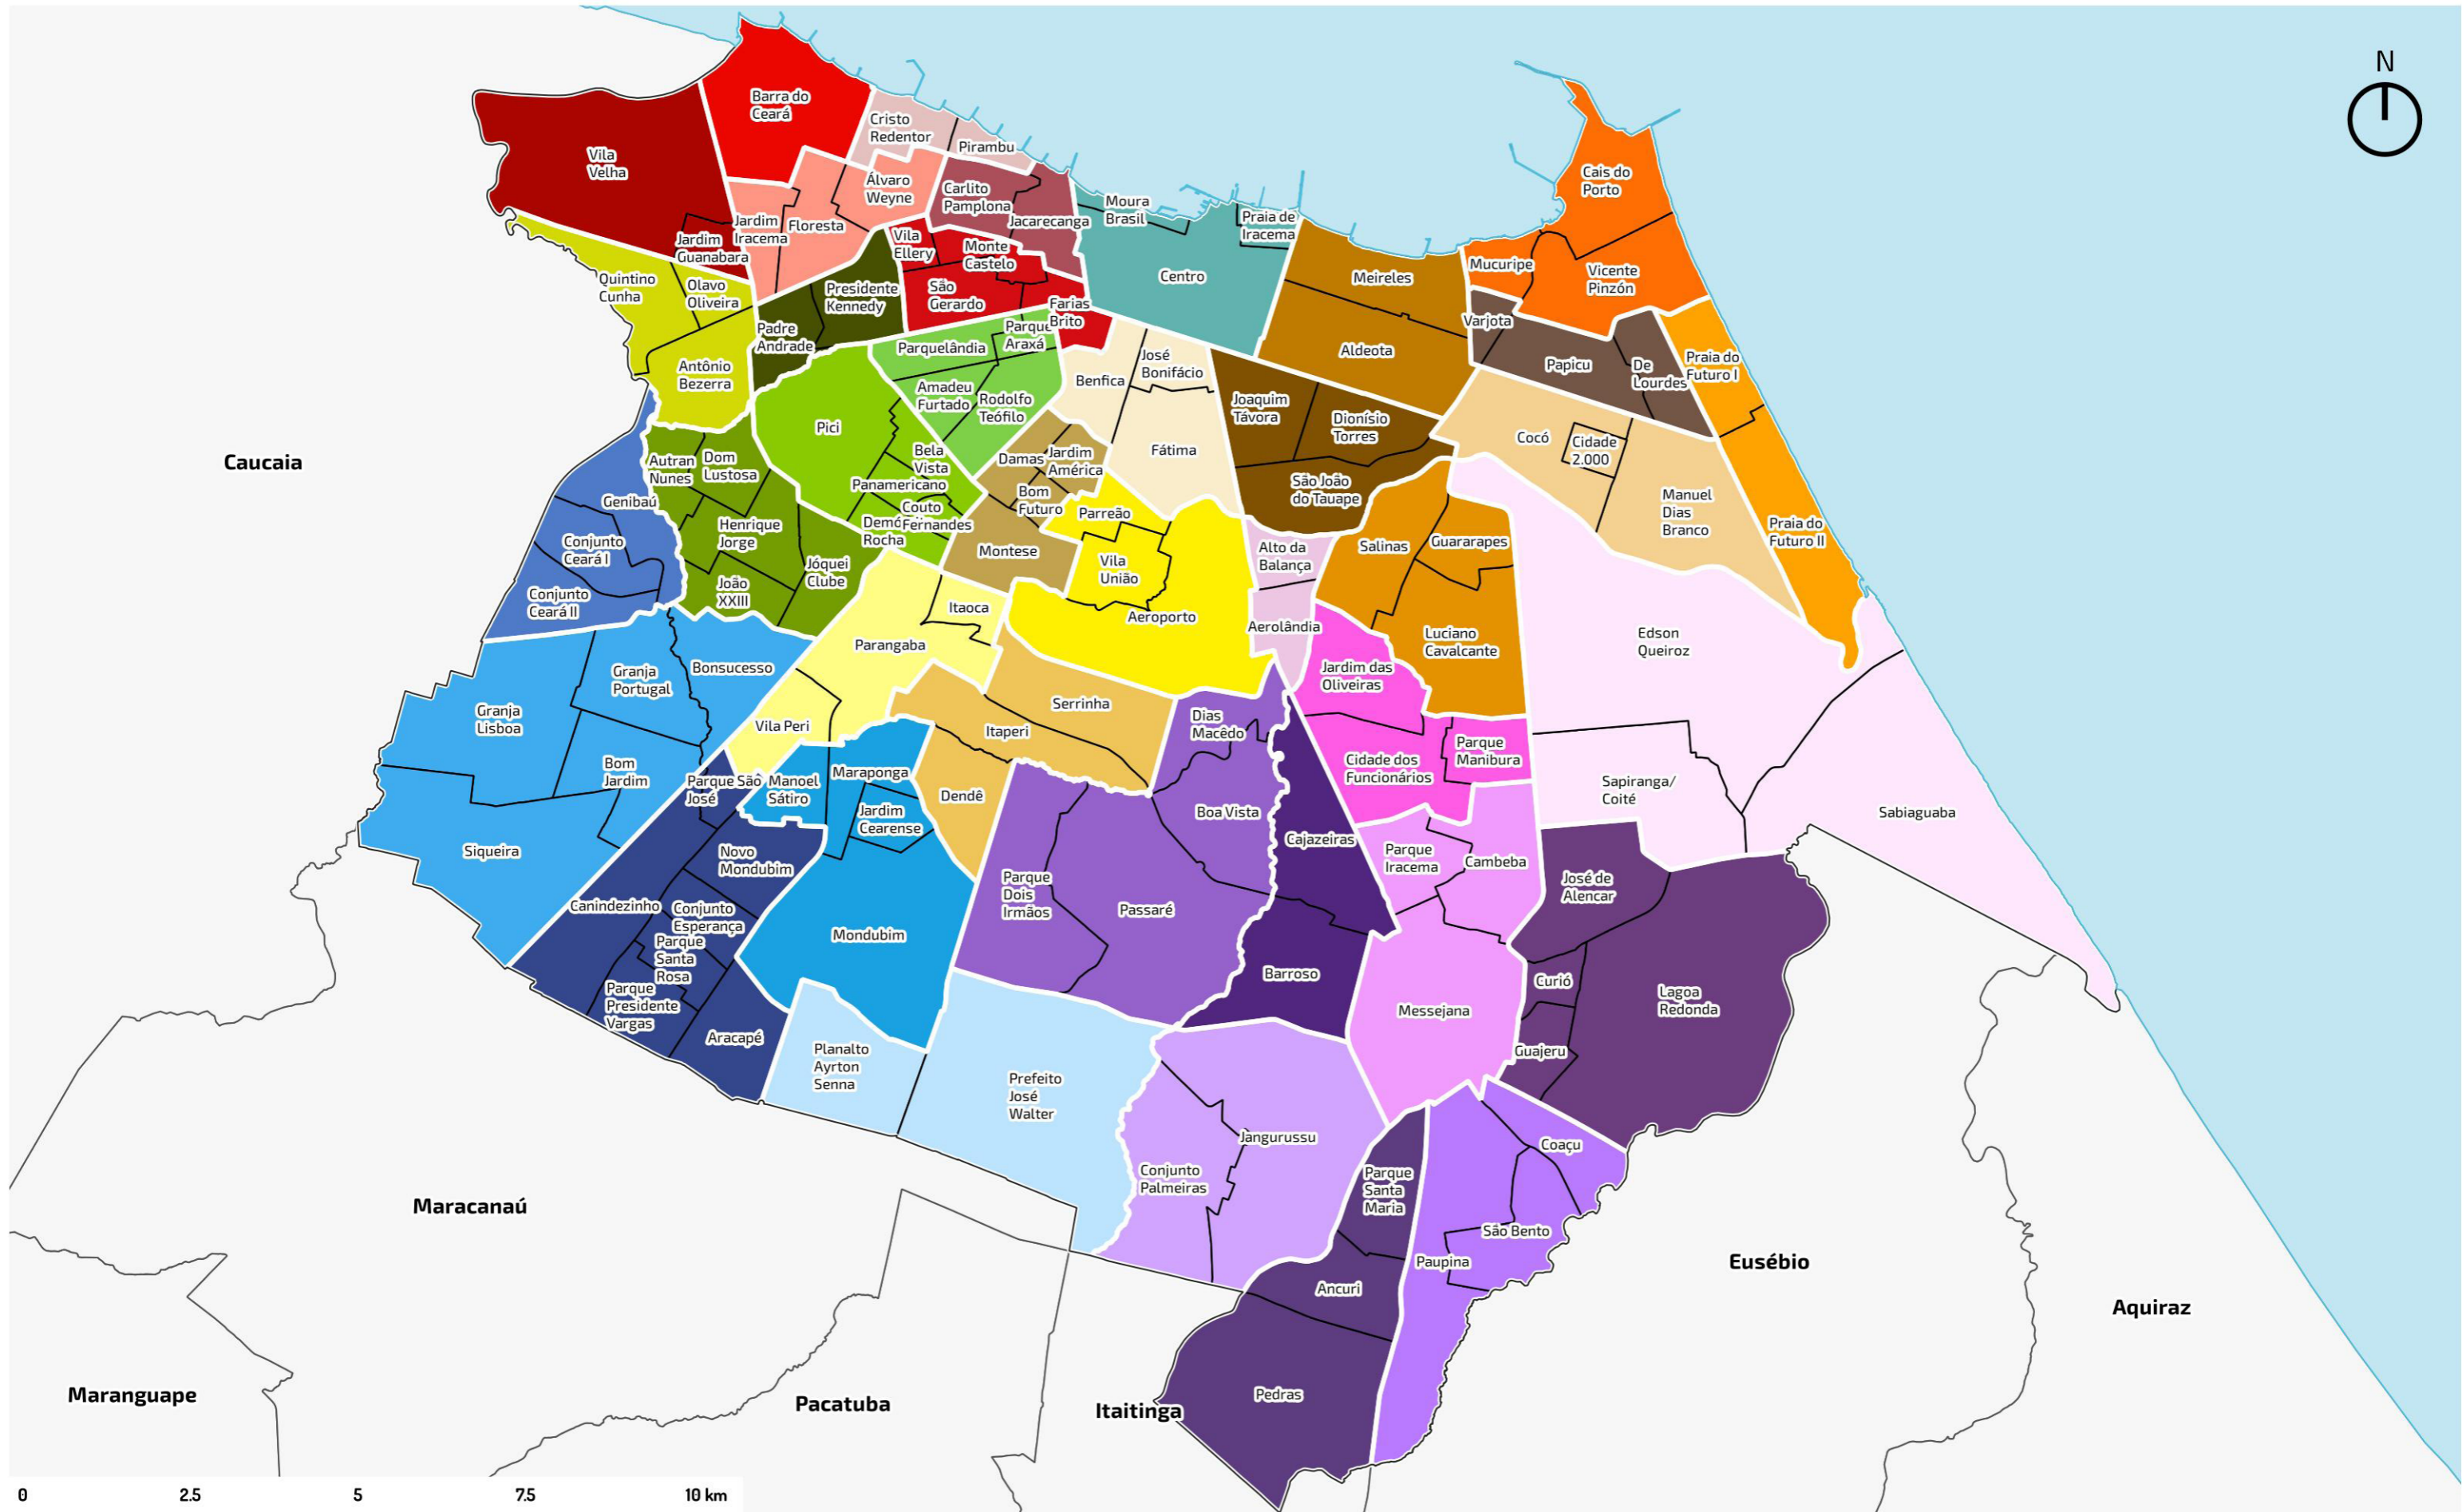 N
Barra do
Ceará
Cristo
Redentor
Pirambu
Vila
Velha
Álvaro
Weyne
Carlito
Pamplona
Jacarecanga
Moura
Brasil
Praia de
Iracema
Cais do
Porto
Jardim
Iracema
Floresta
Jardim
Guanabara
Vila
Ellery
Monte
Castelo
Centro
Meireles
Mucuripe
Vicente
Pinzón
Quintino
Cunha
Olavo
Oliveira
Presidente
Kennedy
São
Gerardo
Farias
Brito
Varjota
Padre
Andrade
Parquelândia
Parque
Araxá
Aldeota
Papicu
De
Lourdes
Praia do
Futuro I
Antônio
Bezerra
Amadeu
Furtado
Rodolfo
Teófilo
Benfica
José
Bonifácio
Joaquim
Távora
Dionísio
Torres
Pici
Cocó
Cidade
2.000
Caucaia
Autran
Nunes
Dom
Lustosa
Bela
Vista
Damas
Jardim
América
Fátima
Panamericano
São João
do Tauape
Genibaú
Bom
Futuro
Manuel
Dias
Branco
Henrique
Jorge
Couto
Fernandes
Demó
Rocha
Parreão
Praia do
Futuro II
Conjunto
Ceará I
Jóquei
Clube
Montese
Vila
União
Alto da
Balança
Salinas
Guararapes
Conjunto
Ceará II
João
XXIII
Itaoca
Aeroporto
Aerolândia
Parangaba
Luciano
Cavalcante
Edson
Queiroz
Granja
Portugal
Bonsucesso
Jardim das
Oliveiras
Granja
Lisboa
Vila Peri
Serrinha
Itaperi
Dias
Macêdo
Bom
Jardim
Parque São
José
Manoel
Sátiro
Maraponga
Cidade dos
Funcionários
Parque
Manibura
Sapiranga/
Coité
Dendê
Jardim
Cearense
Boa Vista
Cajazeiras
Sabiaguaba
Siqueira
Novo
Mondubim
Parque
Iracema
Cambeba
Parque
Dois
Irmãos
Passaré
José de
Alencar
Canindezinho
Conjunto
Esperança
Mondubim
Parque
Santa
Rosa
Barroso
Curió
Lagoa
Redonda
Parque
Presidente
Vargas
Messejana
Aracapé
Guajeru
Planalto
Ayrton
Senna
Prefeito
José
Walter
Jangurussu
Coaçu
Conjunto
Palmeiras
Parque
Santa
Maria
Maracanaú
São Bento
Paupina
Eusébio
Ancuri
Aquiraz
Maranguape
Pacatuba
Itaitinga
Pedras
0 2.5 5 7.5 10 km